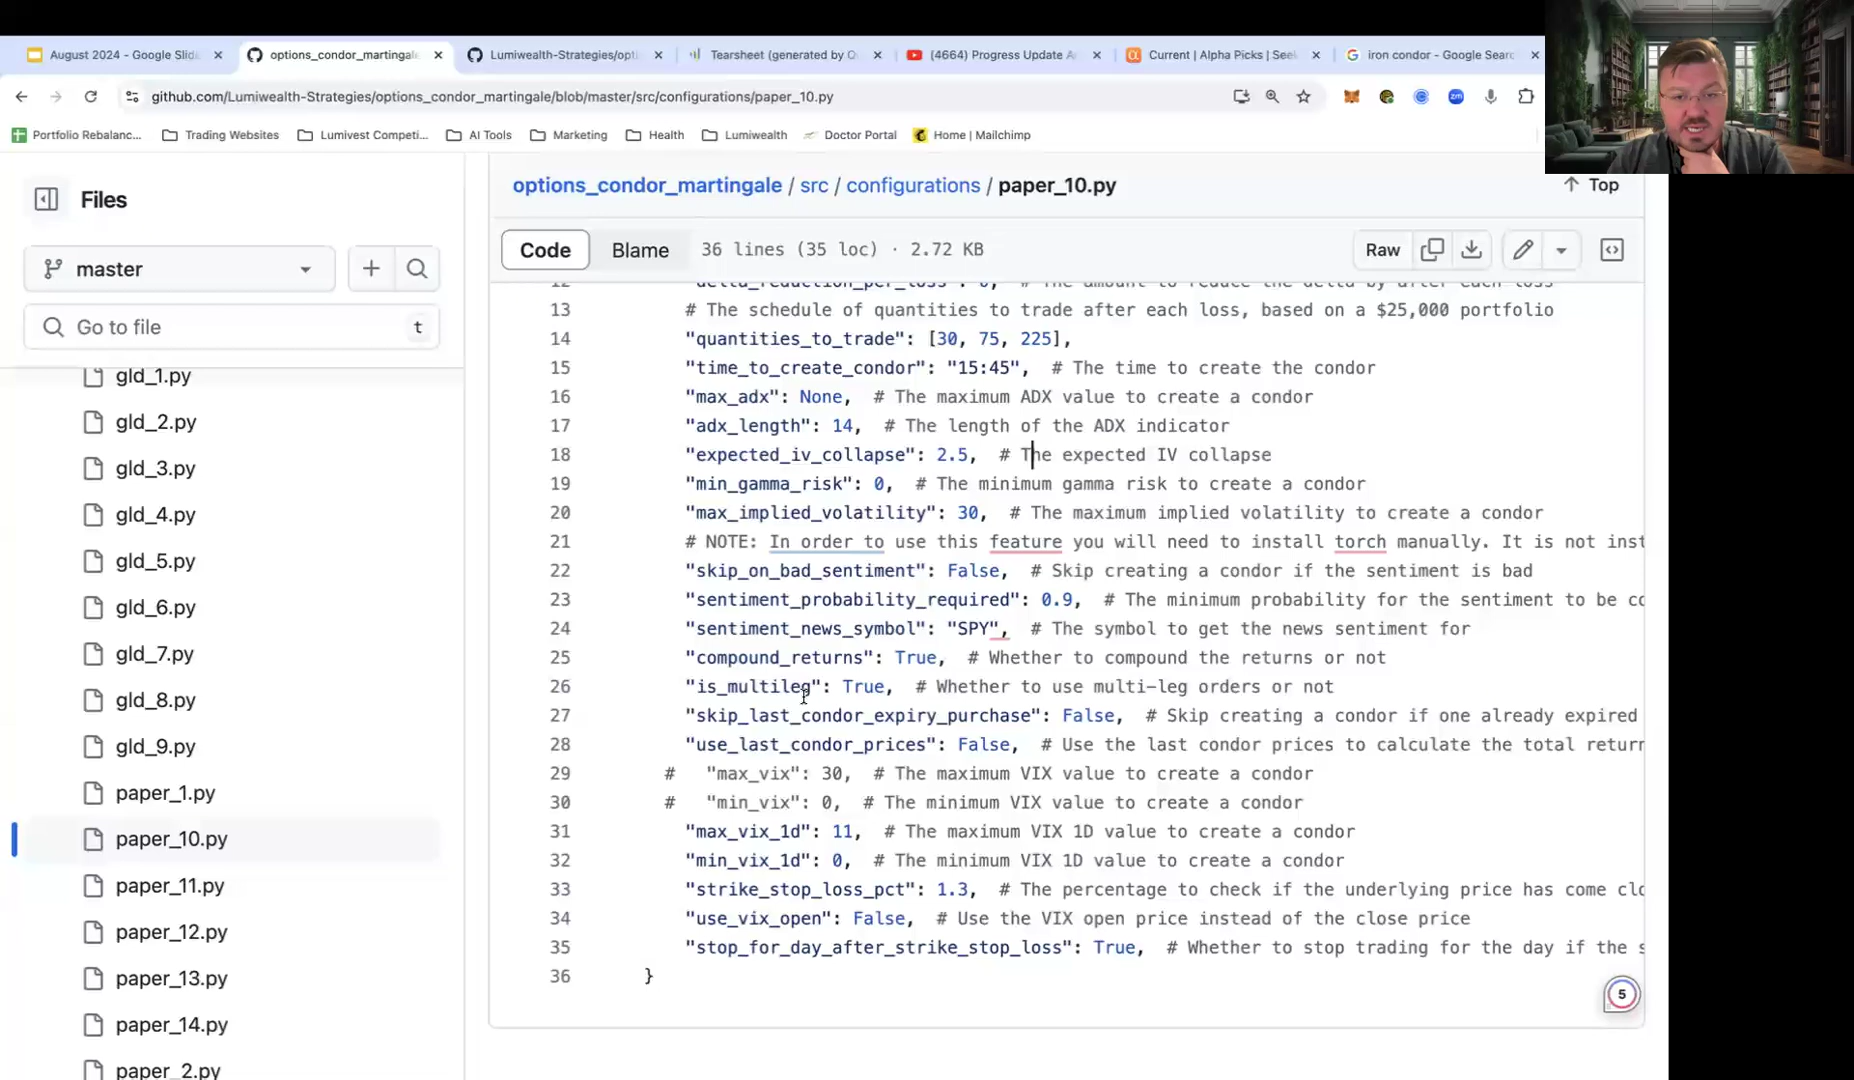 August 2024 - Google Slid
options_condor_martingale
Lumiwealth-Strategies/opti
Tearsheet (generated by Q
(4664) Progress Update A
Current | Alpha Picks | Seek
iron condor - Google Searc
github.com/Lumiwealth-Strategies/options_condor_martingale/blob/master/src/configurations/paper_10.py
Portfolio Rebalanc...
Trading Websites
Lumivest Competi...
AI Tools
Marketing
Health
Lumiwealth
Doctor Portal
Home | Mailchimp
Files
options_condor_martingale / src / configurations / paper_10.py
Top
master
Code
Blame
36 lines (35 loc) · 2.72 KB
Raw
Go to file
t
gld_1.py
gld_2.py
gld_3.py
gld_4.py
gld_5.py
gld_6.py
gld_7.py
gld_8.py
gld_9.py
paper_1.py
paper_10.py
paper_11.py
paper_12.py
paper_13.py
paper_14.py
paper_2.py
12 "delta_reduction_per_loss": 0, # The amount to reduce the delta by after each loss
13 # The schedule of quantities to trade after each loss, based on a $25,000 portfolio
14 "quantities_to_trade": [30, 75, 225],
15 "time_to_create_condor": "15:45", # The time to create the condor
16 "max_adx": None, # The maximum ADX value to create a condor
17 "adx_length": 14, # The length of the ADX indicator
18 "expected_iv_collapse": 2.5, # The expected IV collapse
19 "min_gamma_risk": 0, # The minimum gamma risk to create a condor
20 "max_implied_volatility": 30, # The maximum implied volatility to create a condor
21 # NOTE: In order to use this feature you will need to install torch manually. It is not inst
22 "skip_on_bad_sentiment": False, # Skip creating a condor if the sentiment is bad
23 "sentiment_probability_required": 0.9, # The minimum probability for the sentiment to be co
24 "sentiment_news_symbol": "SPY", # The symbol to get the news sentiment for
25 "compound_returns": True, # Whether to compound the returns or not
26 "is_multileg": True, # Whether to use multi-leg orders or not
27 "skip_last_condor_expiry_purchase": False, # Skip creating a condor if one already expired
28 "use_last_condor_prices": False, # Use the last condor prices to calculate the total return
29 # "max_vix": 30, # The maximum VIX value to create a condor
30 # "min_vix": 0, # The minimum VIX value to create a condor
31 "max_vix_1d": 11, # The maximum VIX 1D value to create a condor
32 "min_vix_1d": 0, # The minimum VIX 1D value to create a condor
33 "strike_stop_loss_pct": 1.3, # The percentage to check if the underlying price has come clo
34 "use_vix_open": False, # Use the VIX open price instead of the close price
35 "stop_for_day_after_strike_stop_loss": True, # Whether to stop trading for the day if the s
36 }
5